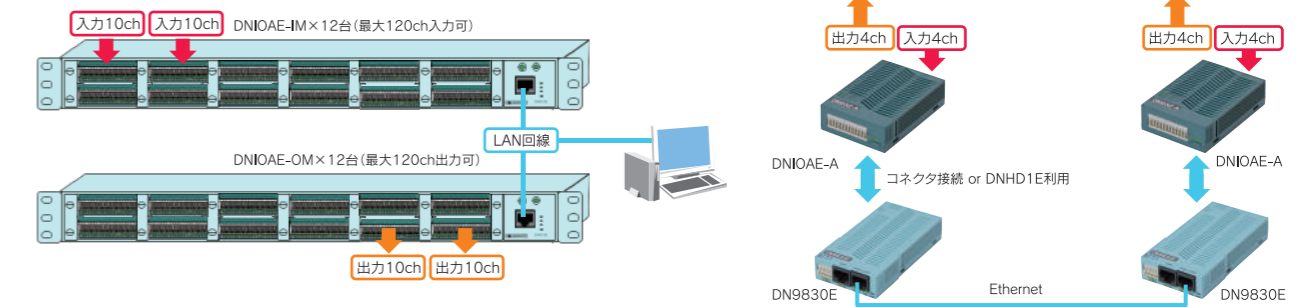 入力10ch 入力10ch DNIOAE-IM×12台(最大120ch入力可)
LAN回線
DNIOAE-OM×12台(最大120ch出力可)
出力10ch 出力10ch
出力4ch 入力4ch
出力4ch 入力4ch
DNIOAE-A
DNIOAE-A
コネクタ接続 or DNHD1E利用
DN9830E
Ethernet
DN9830E